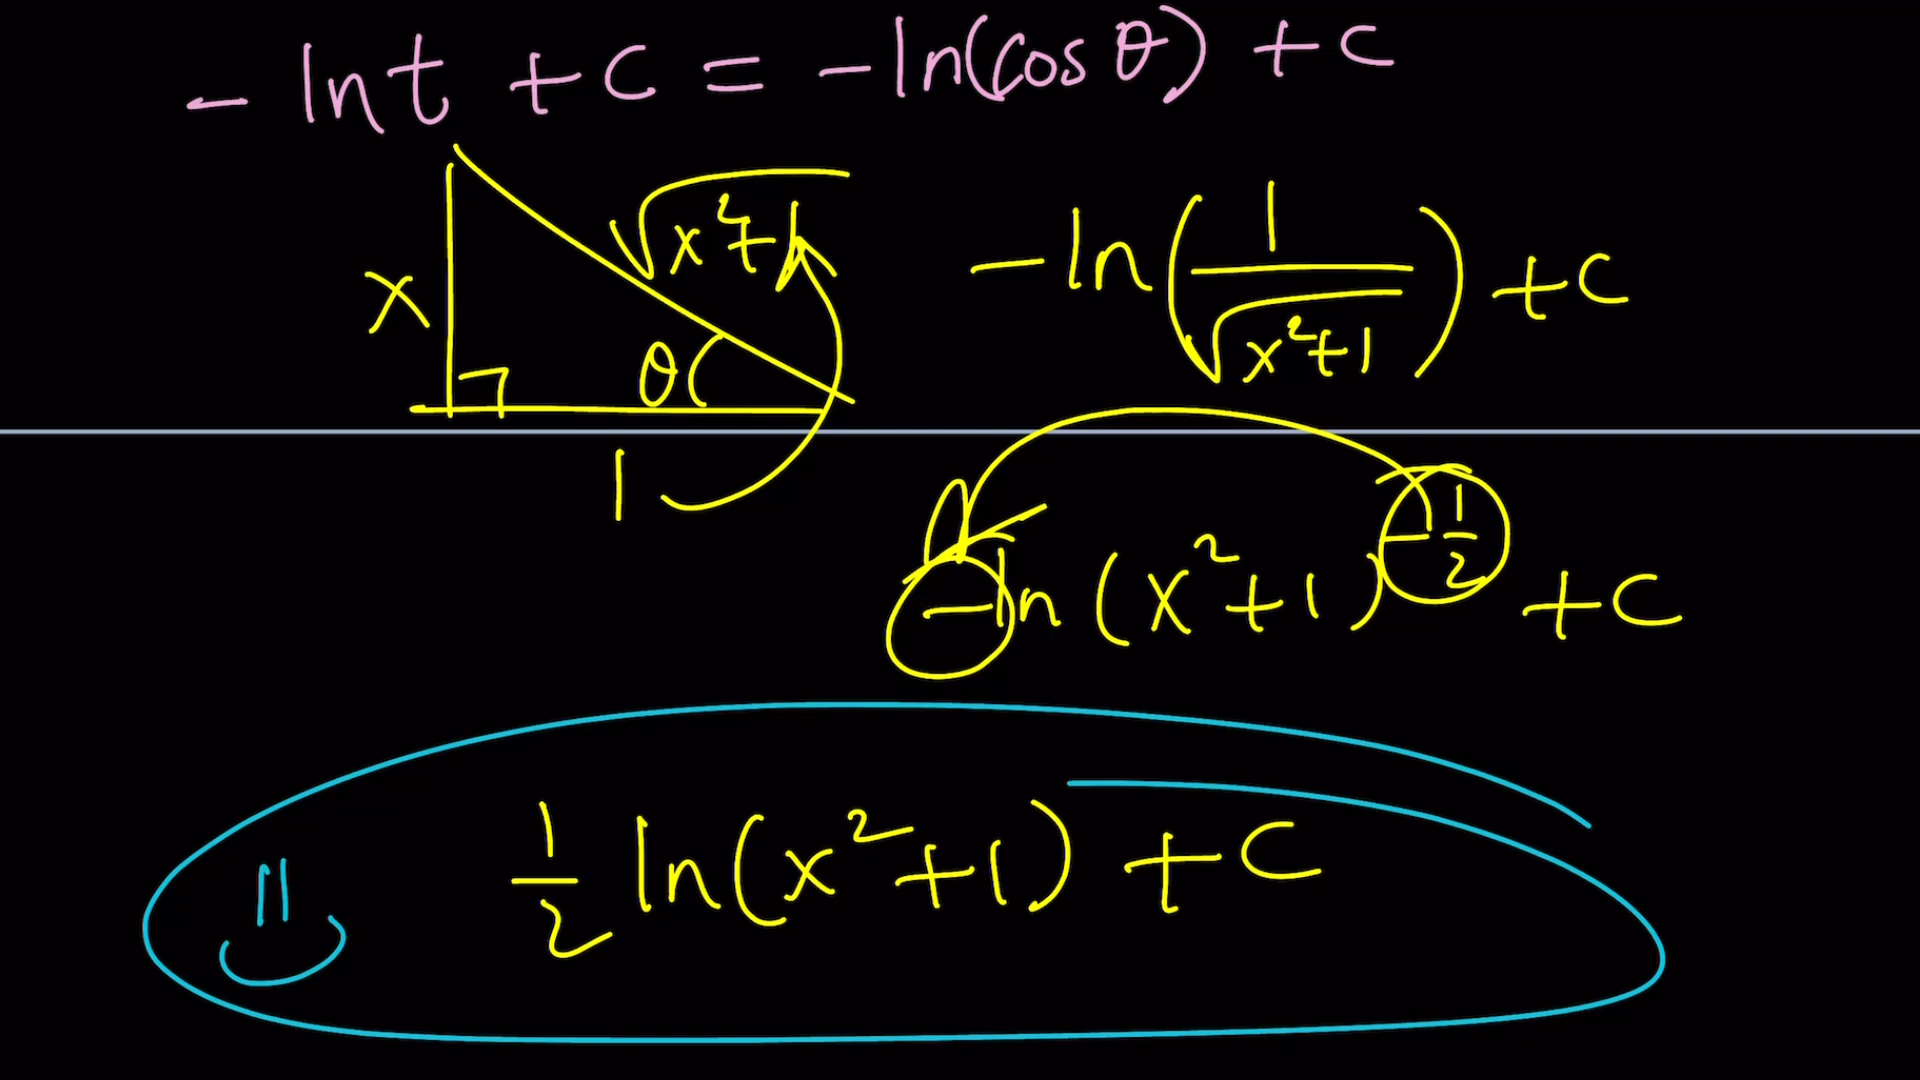 - ln t + c = - ln(cos θ) + c
√(x²+1)
x
θ
1
- ln(1/√(x²+1)) + c
- ln (x²+1)^(-1/2) + c
1/2 ln(x²+1) + c